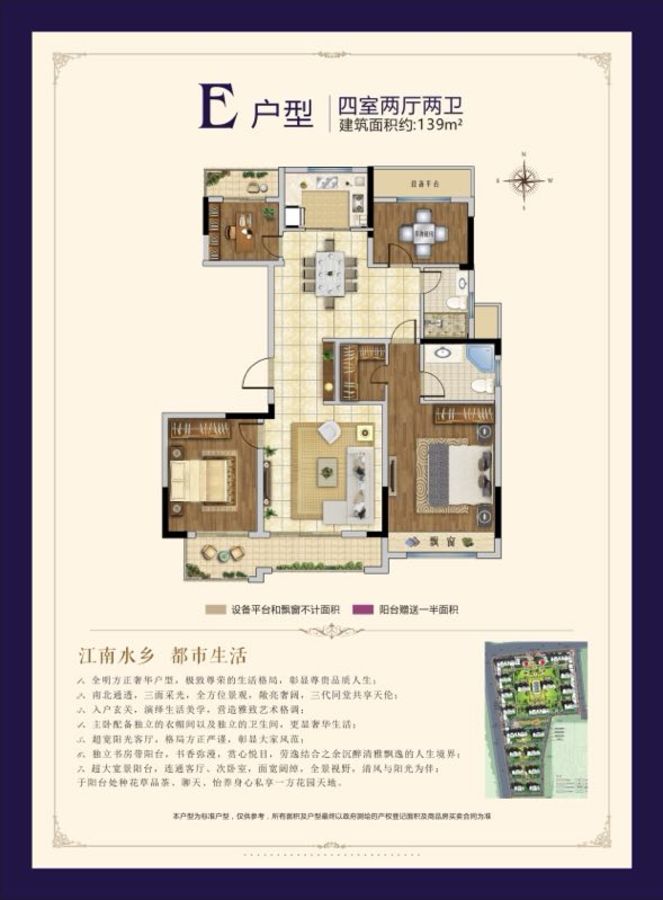 E 户型
四室两厅两卫
建筑面积约:139m²
N
S
W
设备平台
飘窗
设备平台和飘窗不计面积
阳台赠送一半面积
江南水乡 都市生活
全明方正奢华户型，极致尊荣的生活格局，彰显尊贵品质人生；
南北通透，三面采光，全方位景观，敞亮奢阔，三代同堂共享天伦；
入户玄关，演绎生活美学，营造雅致艺术格调；
主卧配备独立的衣帽间以及独立的卫生间，更显奢华生活；
超宽阳光客厅，格局方正严谨，彰显大家风范；
独立书房带阳台，书香弥漫，赏心悦目，劳逸结合之余沉醉清雅飘逸的人生境界；
超大宽景阳台，连通客厅、次卧室，面宽阔绰，全景视野，清风与阳光为伴；
于阳台处种花草品茶、聊天、怡养身心私享一方花园天地。
本户型为标准户型，仅供参考，所有面积及户型最终以政府测绘的产权登记面积及商品房买卖合同为准